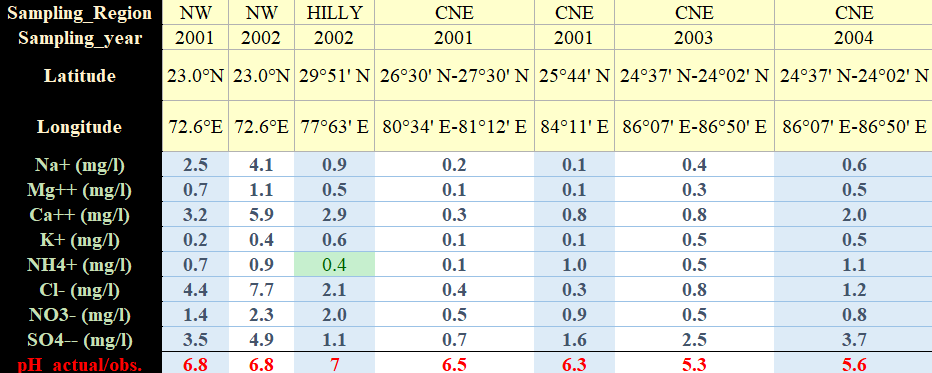 Sampling_Region NW NW HILLY CNE CNE CNE CNE
Sampling_year 2001 2002 2002 2001 2001 2003 2004
Latitude 23.0°N 23.0°N 29°51' N 26°30' N-27°30' N 25°44' N 24°37' N-24°02' N 24°37' N-24°02' N
Longitude 72.6°E 72.6°E 77°63' E 80°34' E-81°12' E 84°11' E 86°07' E-86°50' E 86°07' E-86°50' E
Na+ (mg/l) 2.5 4.1 0.9 0.2 0.1 0.4 0.6
Mg++ (mg/l) 0.7 1.1 0.5 0.1 0.1 0.3 0.5
Ca++ (mg/l) 3.2 5.9 2.9 0.3 0.8 0.8 2.0
K+ (mg/l) 0.2 0.4 0.6 0.1 0.1 0.5 0.5
NH4+ (mg/l) 0.7 0.9 0.4 0.1 1.0 0.5 1.1
Cl- (mg/l) 4.4 7.7 2.1 0.4 0.3 0.8 1.2
NO3- (mg/l) 1.4 2.3 2.0 0.5 0.9 0.5 0.8
SO4-- (mg/l) 3.5 4.9 1.1 0.7 1.6 2.5 3.7
pH_actual/obs. 6.8 6.8 7 6.5 6.3 5.3 5.6